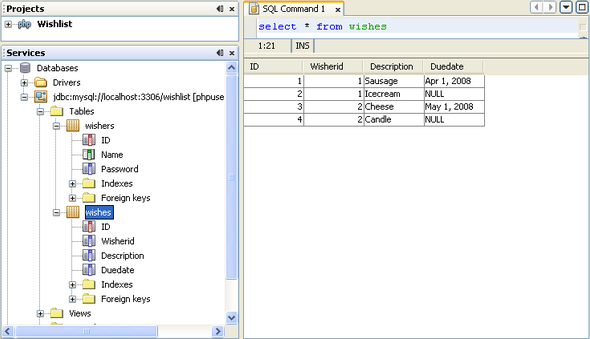 Projects
Wishlist
Services
Databases
Drivers
jdbc:mysql://localhost:3306/wishlist [phpuse
Tables
wishers
ID
Name
Password
Indexes
Foreign keys
wishes
ID
Wisherid
Description
Duedate
Indexes
Foreign keys
Views
SQL Command 1
select * from wishes
1:21 INS
ID Wisherid Description Duedate
1 1 Sausage Apr 1, 2008
2 1 Icecream NULL
3 2 Cheese May 1, 2008
4 2 Candle NULL